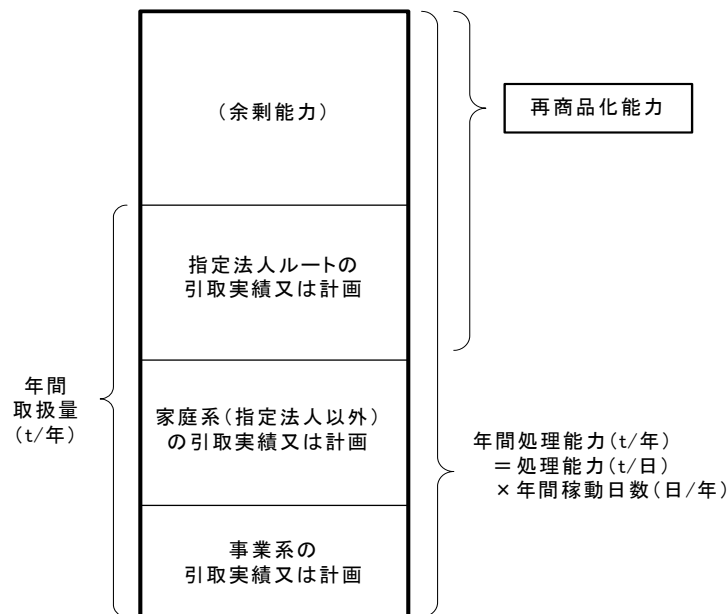 (余剰能力)
再商品化能力
指定法人ルートの
引取実績又は計画
年間
取扱量
(t/年)
家庭系(指定法人以外)
の引取実績又は計画
年間処理能力(t/年)
＝処理能力(t/日)
×年間稼動日数(日/年)
事業系の
引取実績又は計画